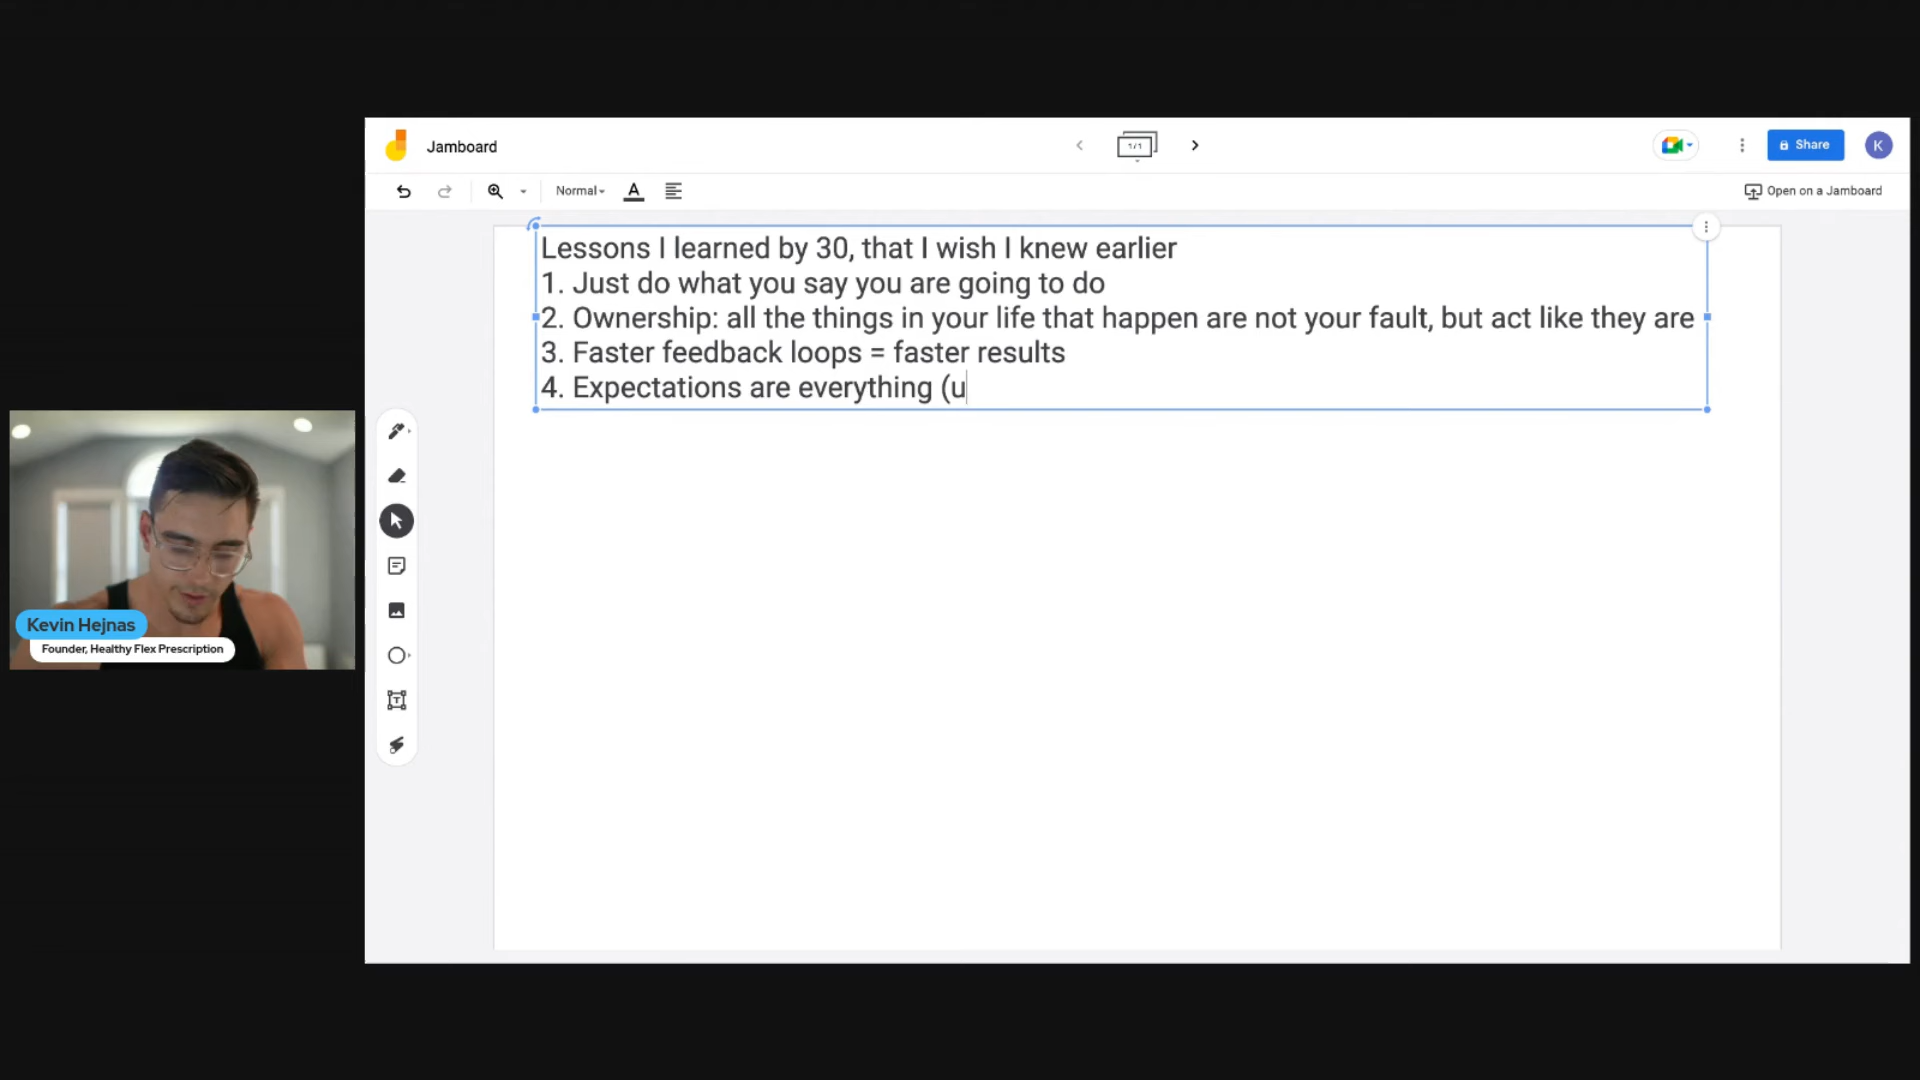 Jamboard
1/1
Share
K
Normal
A
Open on a Jamboard
Lessons I learned by 30, that I wish I knew earlier
1. Just do what you say you are going to do
2. Ownership: all the things in your life that happen are not your fault, but act like they are
3. Faster feedback loops = faster results
4. Expectations are everything (u
T
Kevin Hejnas
Founder, Healthy Flex Prescription